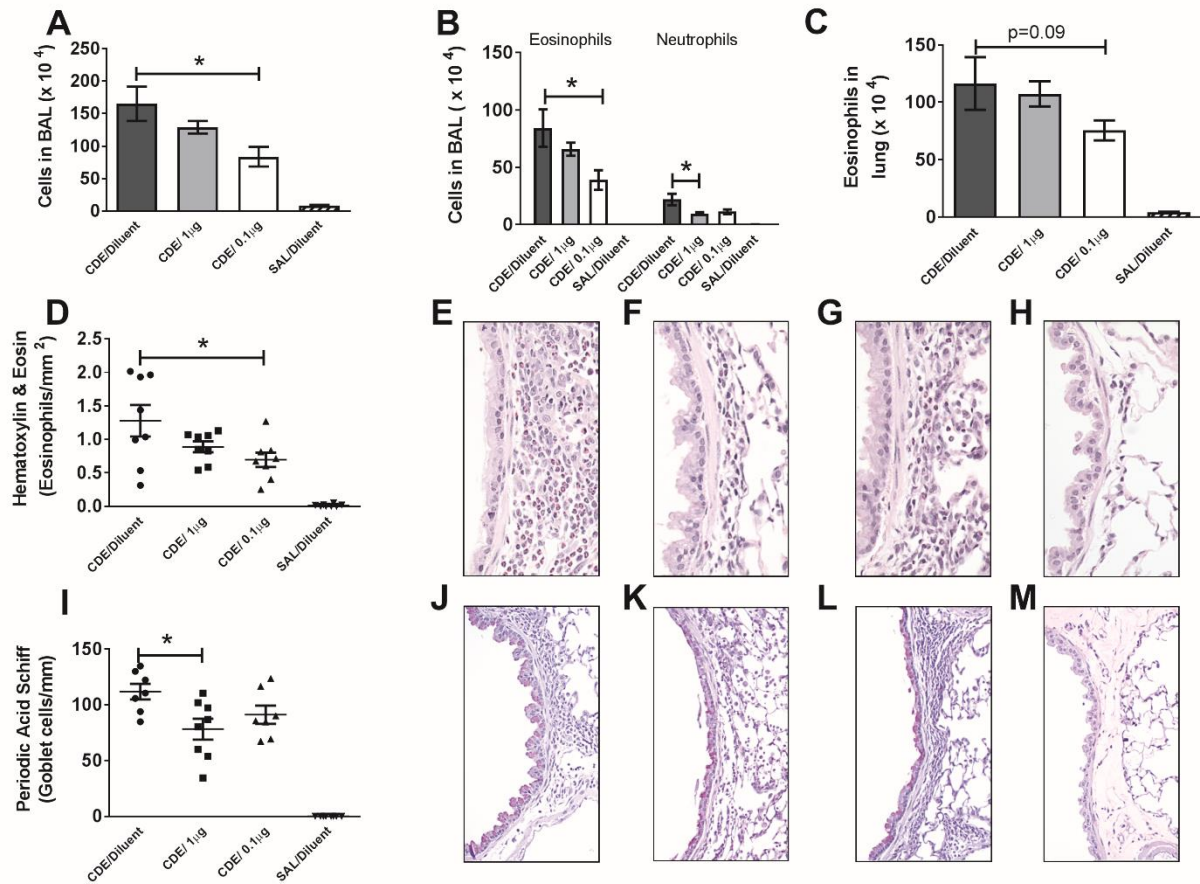 A
Cells in BAL (x 10 4)
250
200
150
100
50
0
*
CDE/Diluent
CDE/ 1µg
CDE/ 0.1µg
SAL/Diluent
B
Eosinophils
Neutrophils
Cells in BAL ( x 10 4)
150
100
50
0
*
*
CDE/Diluent
CDE/ 1µg
CDE/ 0.1µg
SAL/Diluent
CDE/Diluent
CDE/ 1µg
CDE/ 0.1µg
SAL/Diluent
C
p=0.09
Eosinophils in
lung (x 10 4)
150
100
50
0
CDE/Diluent
CDE/ 1µg
CDE/ 0.1µg
SAL/Diluent
D
Hematoxylin & Eosin
(Eosinophils/mm 2)
2.5
2.0
1.5
1.0
0.5
0.0
*
CDE/Diluent
CDE/ 1µg
CDE/ 0.1µg
SAL/Diluent
E
F
G
H
I
Periodic Acid Schiff
(Goblet cells/mm)
150
100
50
0
*
CDE/Diluent
CDE/ 1µg
CDE/ 0.1µg
SAL/Diluent
J
K
L
M